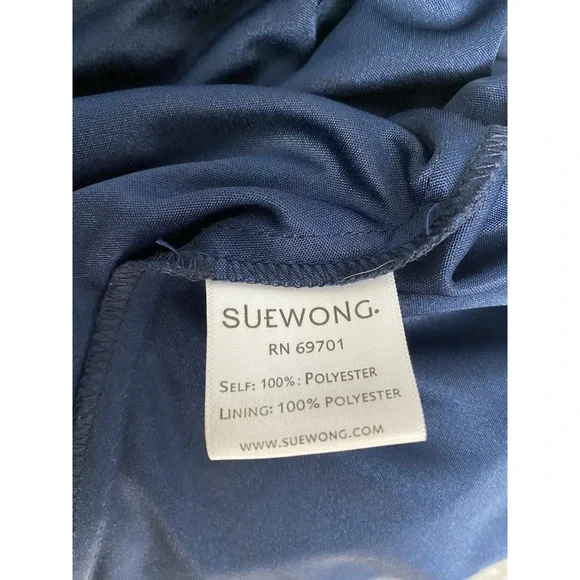 SUEWONG.
RN 69701
SELF: 100%: POLYESTER
LINING: 100% POLYESTER
WWW.SUEWONG.COM